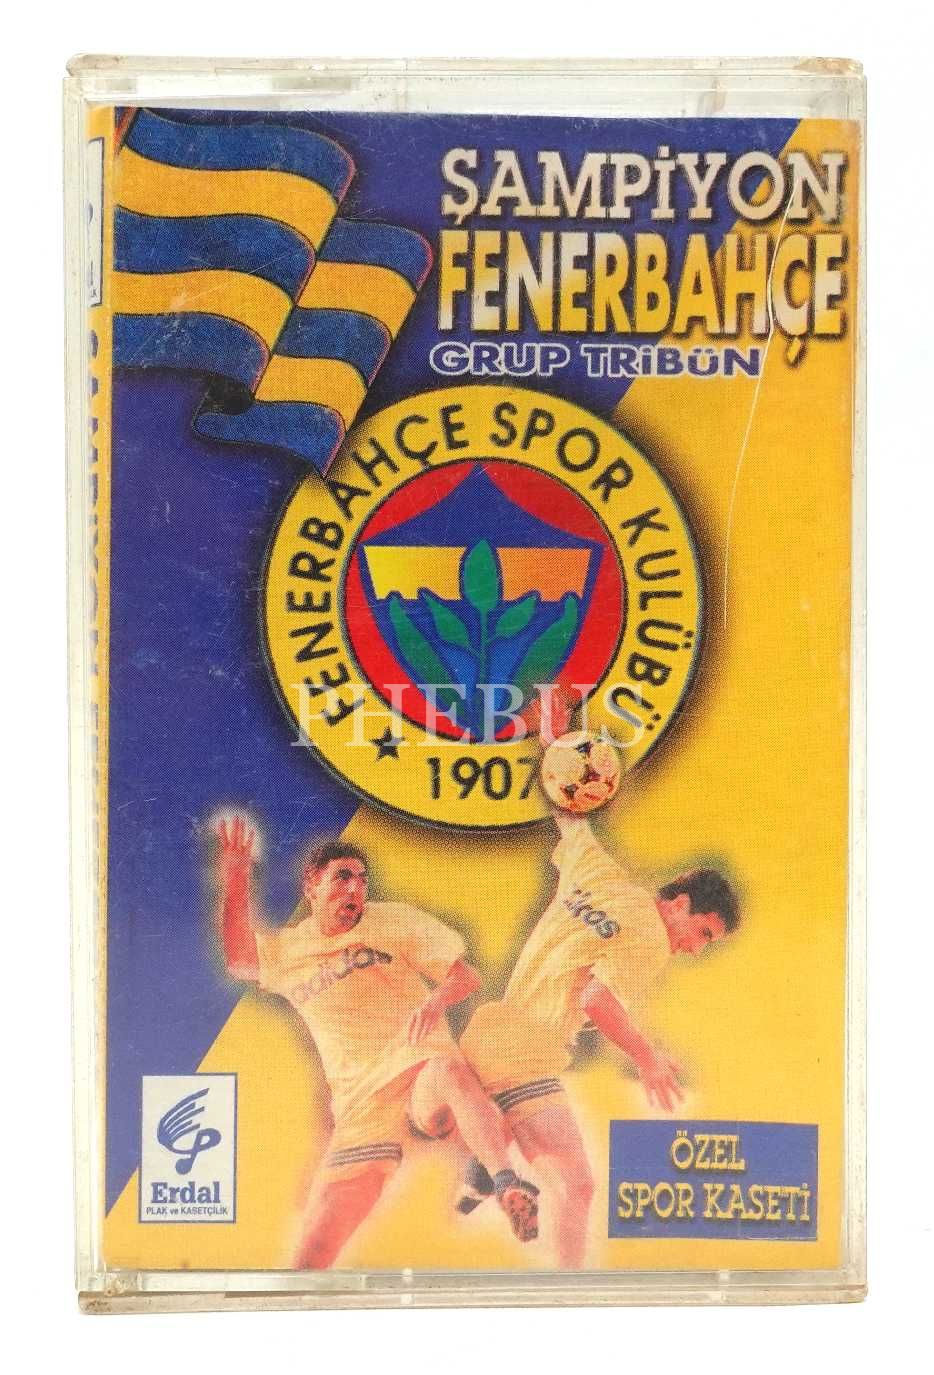 ŞAMPİYON
FENERBAHÇE
GRUP TRİBÜN
FENERBAHÇE SPOR KULÜBÜ
★ 1907
PHEBUS
adidas
Erdal
PLAK ve KASETÇİLİK
ÖZEL
SPOR KASETİ